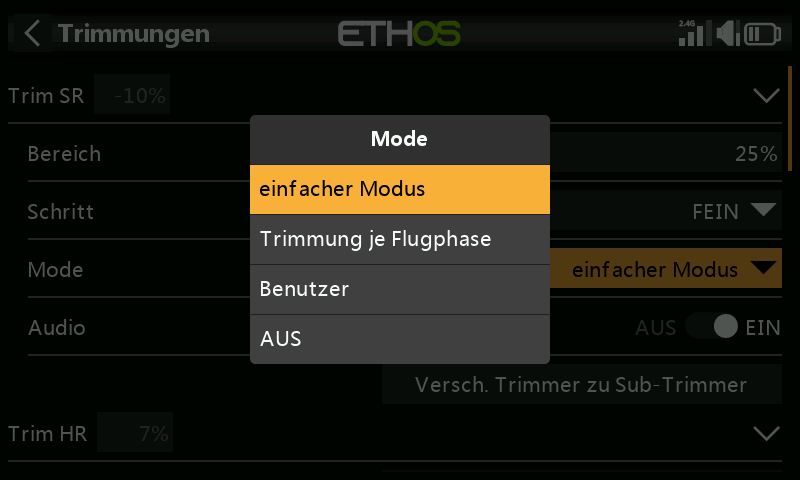 Trimmungen
ETHOS
2.4G
Trim SR -10%
Mode
Bereich 25%
einfacher Modus
Schritt FEIN
Trimmung je Flugphase
Mode einfacher Modus
Benutzer
Audio AUS EIN
AUS
Versch. Trimmer zu Sub-Trimmer
Trim HR 7%